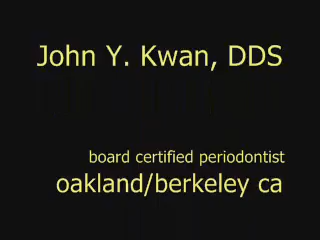 John Y. Kwan, DDS
board certified periodontist
oakland/berkeley ca